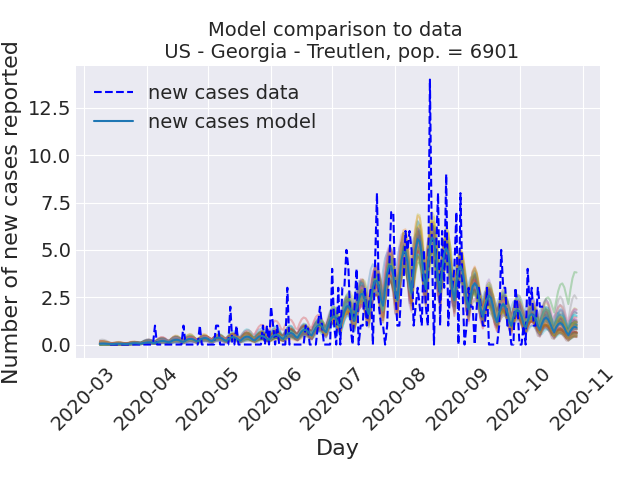 Model comparison to data
US - Georgia - Treutlen, pop. = 6901
Number of new cases reported
12.5
10.0
7.5
5.0
2.5
0.0
new cases data
new cases model
2020-03
2020-04
2020-05
2020-06
2020-07
2020-08
2020-09
2020-10
2020-11
Day